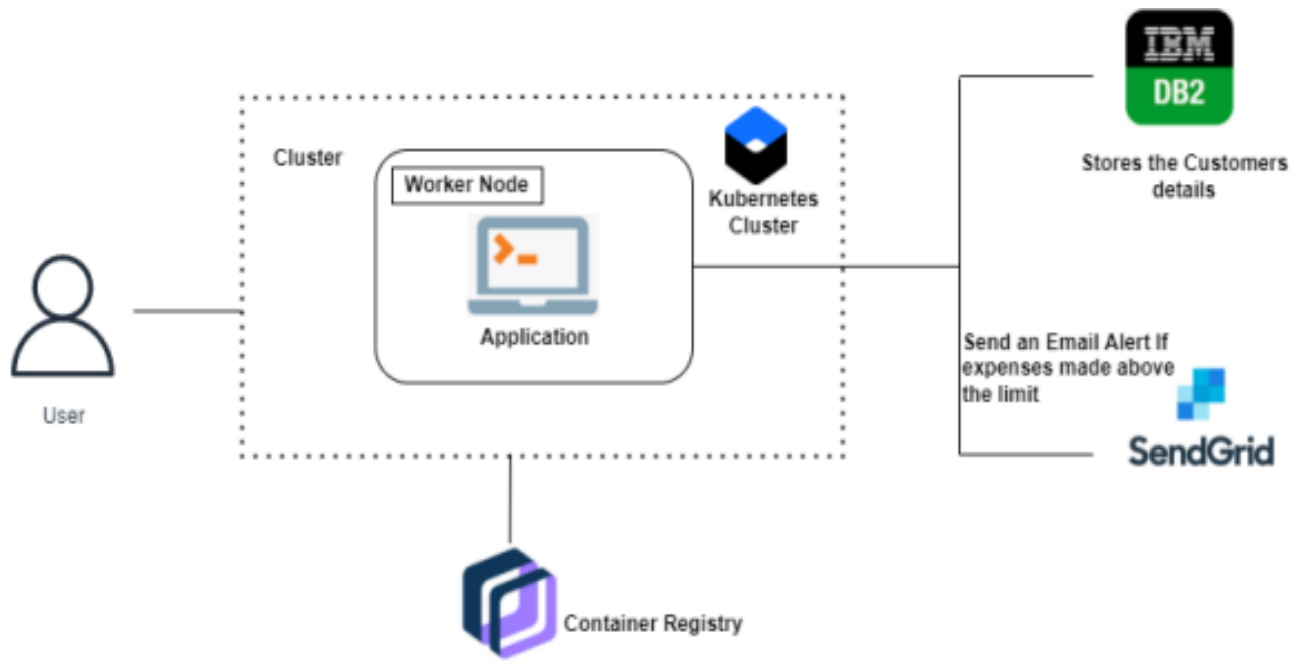 IBM
DB2
Cluster
Worker Node
Kubernetes
Cluster
Stores the Customers
details
Application
User
Send an Email Alert If
expenses made above
the limit
SendGrid
Container Registry